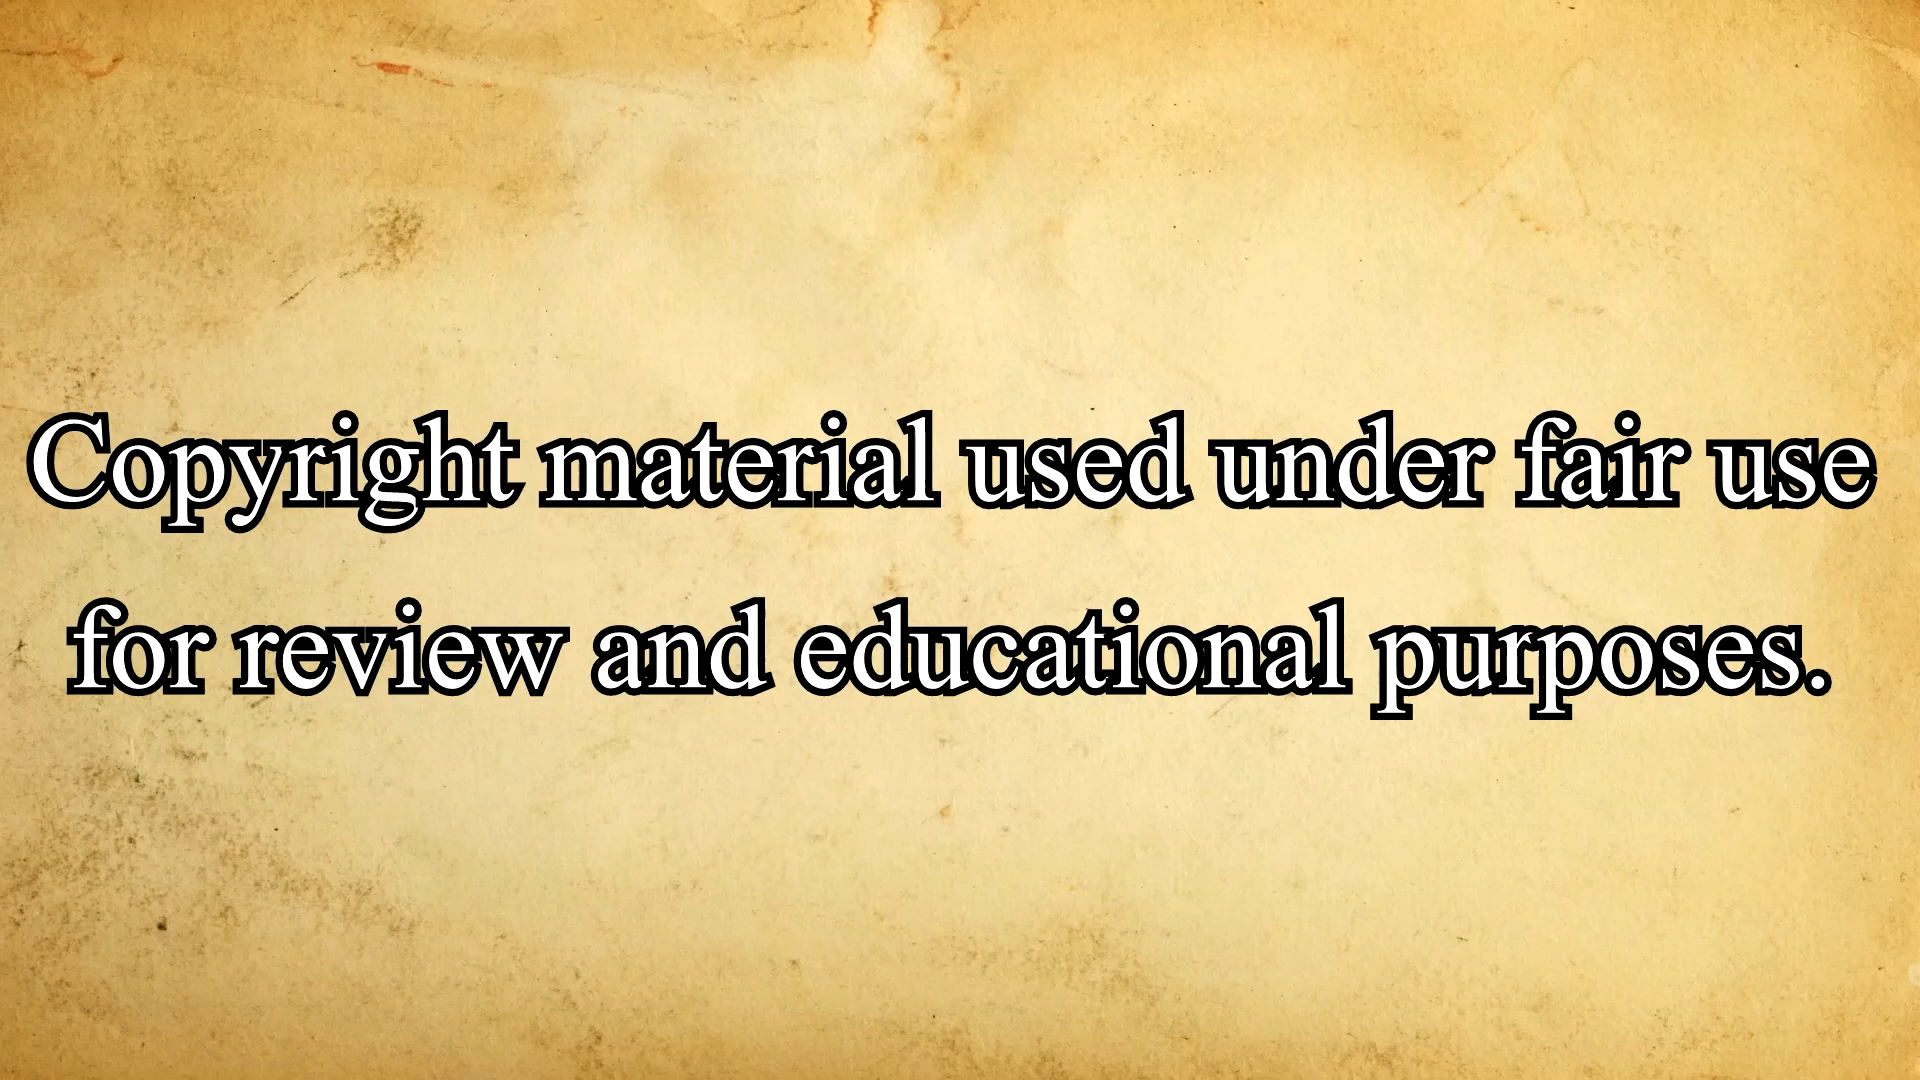 Copyright material used under fair use
for review and educational purposes.